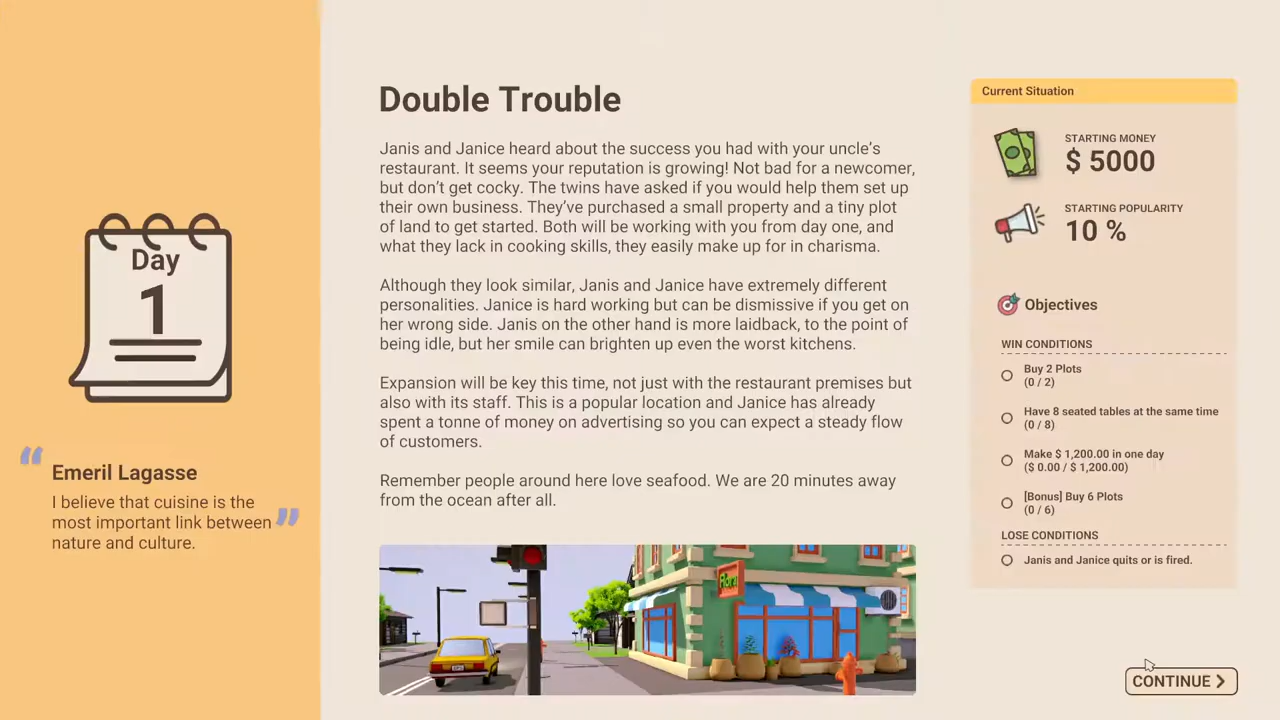 Day
1
“
Emeril Lagasse
I believe that cuisine is the
most important link between
nature and culture.
”
Double Trouble
Janis and Janice heard about the success you had with your uncle's
restaurant. It seems your reputation is growing! Not bad for a newcomer,
but don't get cocky. The twins have asked if you would help them set up
their own business. They've purchased a small property and a tiny plot
of land to get started. Both will be working with you from day one, and
what they lack in cooking skills, they easily make up for in charisma.
Although they look similar, Janis and Janice have extremely different
personalities. Janice is hard working but can be dismissive if you get on
her wrong side. Janis on the other hand is more laidback, to the point of
being idle, but her smile can brighten up even the worst kitchens.
Expansion will be key this time, not just with the restaurant premises but
also with its staff. This is a popular location and Janice has already
spent a tonne of money on advertising so you can expect a steady flow
of customers.
Remember people around here love seafood. We are 20 minutes away
from the ocean after all.
Flora
Current Situation
STARTING MONEY
$ 5000
STARTING POPULARITY
10 %
Objectives
WIN CONDITIONS
Buy 2 Plots
(0 / 2)
Have 8 seated tables at the same time
(0 / 8)
Make $ 1,200.00 in one day
($ 0.00 / $ 1,200.00)
[Bonus] Buy 6 Plots
(0 / 6)
LOSE CONDITIONS
Janis and Janice quits or is fired.
CONTINUE